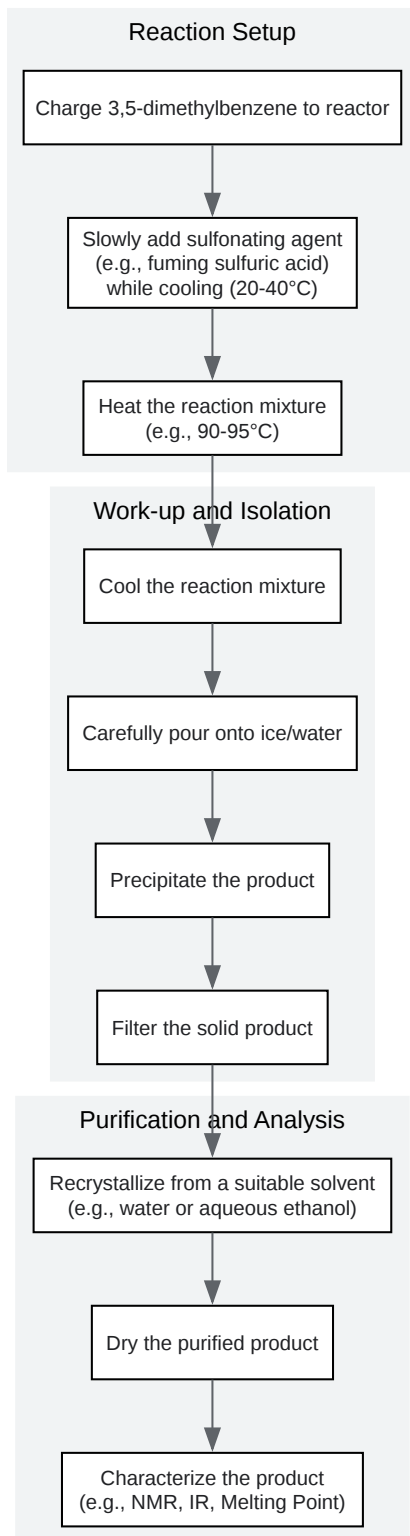 Reaction Setup
Charge 3,5-dimethylbenzene to reactor
Slowly add sulfonating agent
(e.g., fuming sulfuric acid)
while cooling (20-40°C)
Heat the reaction mixture
(e.g., 90-95°C)
Work-up and Isolation
Cool the reaction mixture
Carefully pour onto ice/water
Precipitate the product
Filter the solid product
Purification and Analysis
Recrystallize from a suitable solvent
(e.g., water or aqueous ethanol)
Dry the purified product
Characterize the product
(e.g., NMR, IR, Melting Point)